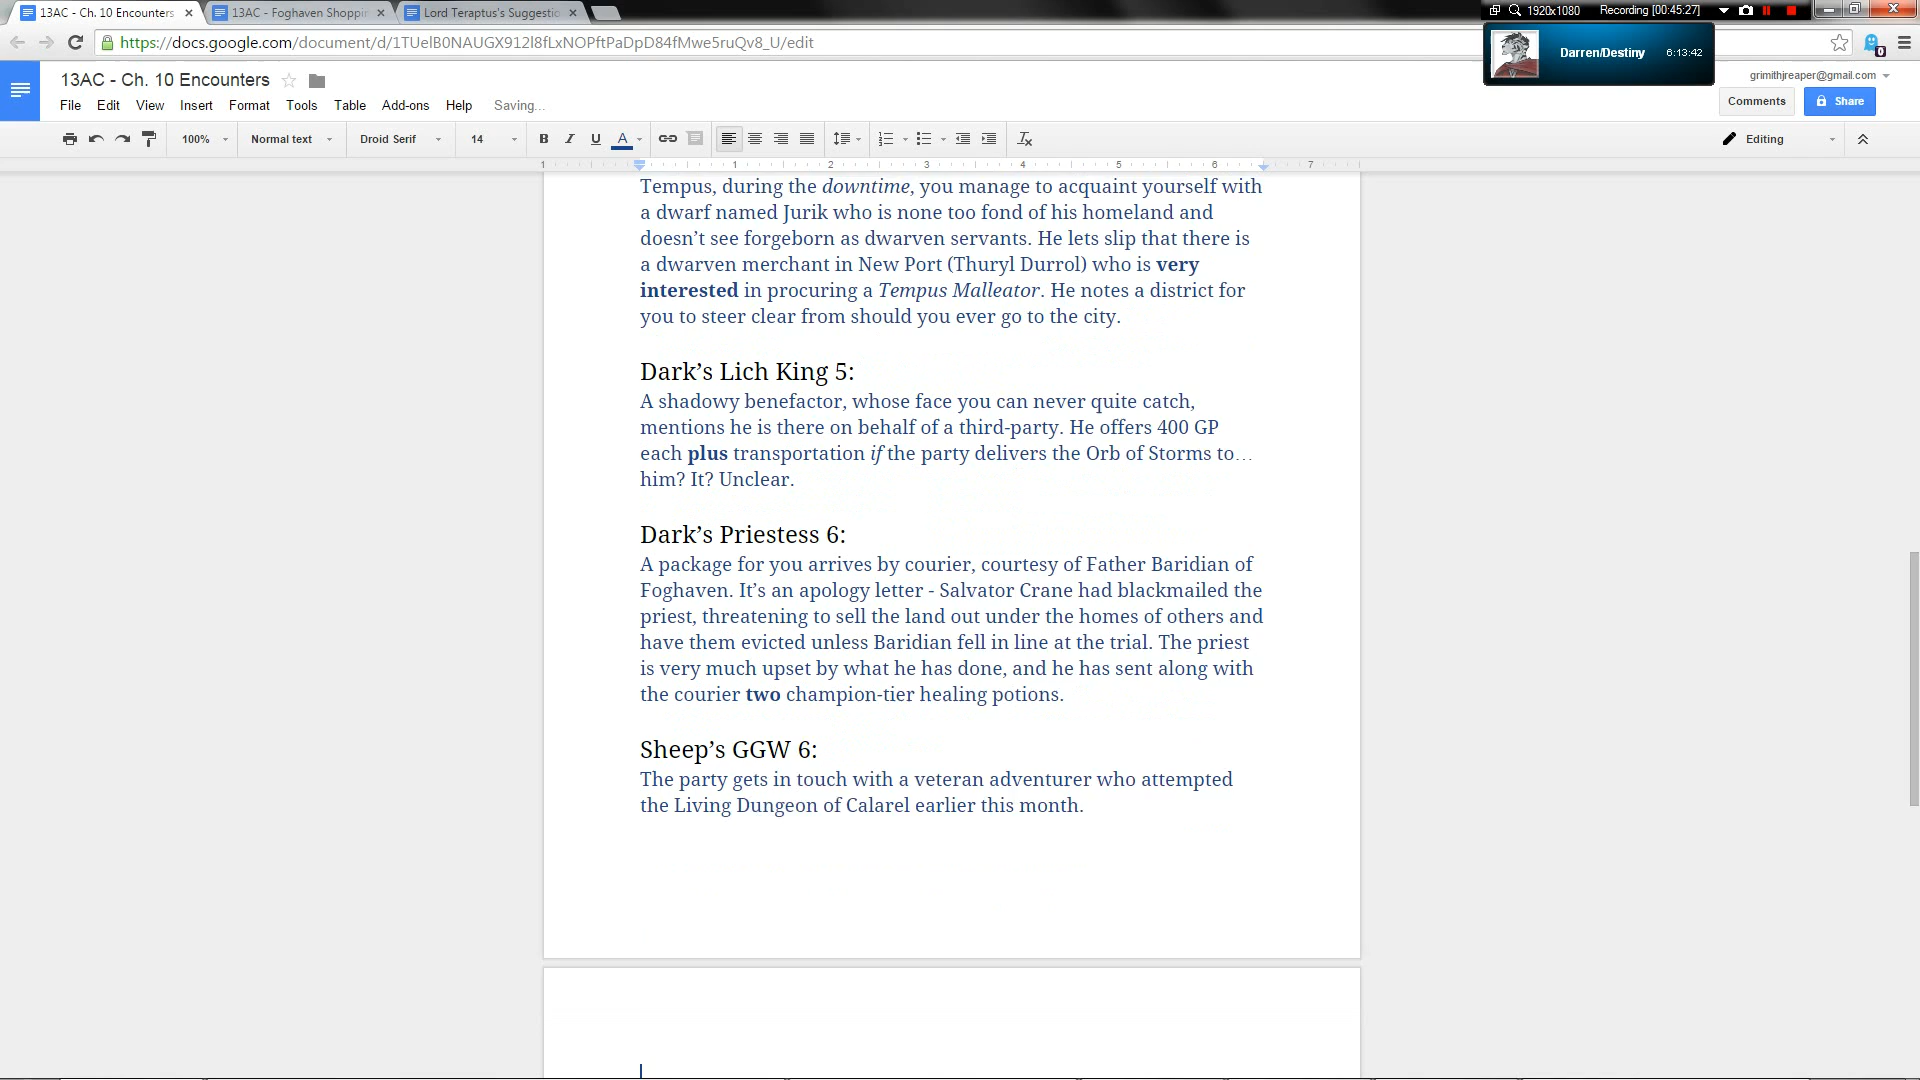 13AC - Ch. 10 Encounters
13AC - Foghaven Shoppin
Lord Teraptus's Suggestio
1920x1080
Recording [00:45:27]
https://docs.google.com/document/d/1TUelB0NAUGX912l8fLxNOPftPaDpD84fMwe5ruQv8_U/edit
Darren/Destiny
6:13:42
0
13AC - Ch. 10 Encounters
grimithjreaper@gmail.com
File Edit View Insert Format Tools Table Add-ons Help Saving...
Comments
Share
100% Normal text Droid Serif 14 B I U A Editing
1 1 2 3 4 5 6 7
Tempus, during the downtime, you manage to acquaint yourself with
a dwarf named Jurik who is none too fond of his homeland and
doesn't see forgeborn as dwarven servants. He lets slip that there is
a dwarven merchant in New Port (Thuryl Durrol) who is very
interested in procuring a Tempus Malleator. He notes a district for
you to steer clear from should you ever go to the city.
Dark's Lich King 5:
A shadowy benefactor, whose face you can never quite catch,
mentions he is there on behalf of a third-party. He offers 400 GP
each plus transportation if the party delivers the Orb of Storms to…
him? It? Unclear.
Dark's Priestess 6:
A package for you arrives by courier, courtesy of Father Baridian of
Foghaven. It's an apology letter - Salvator Crane had blackmailed the
priest, threatening to sell the land out under the homes of others and
have them evicted unless Baridian fell in line at the trial. The priest
is very much upset by what he has done, and he has sent along with
the courier two champion-tier healing potions.
Sheep's GGW 6:
The party gets in touch with a veteran adventurer who attempted
the Living Dungeon of Calarel earlier this month.